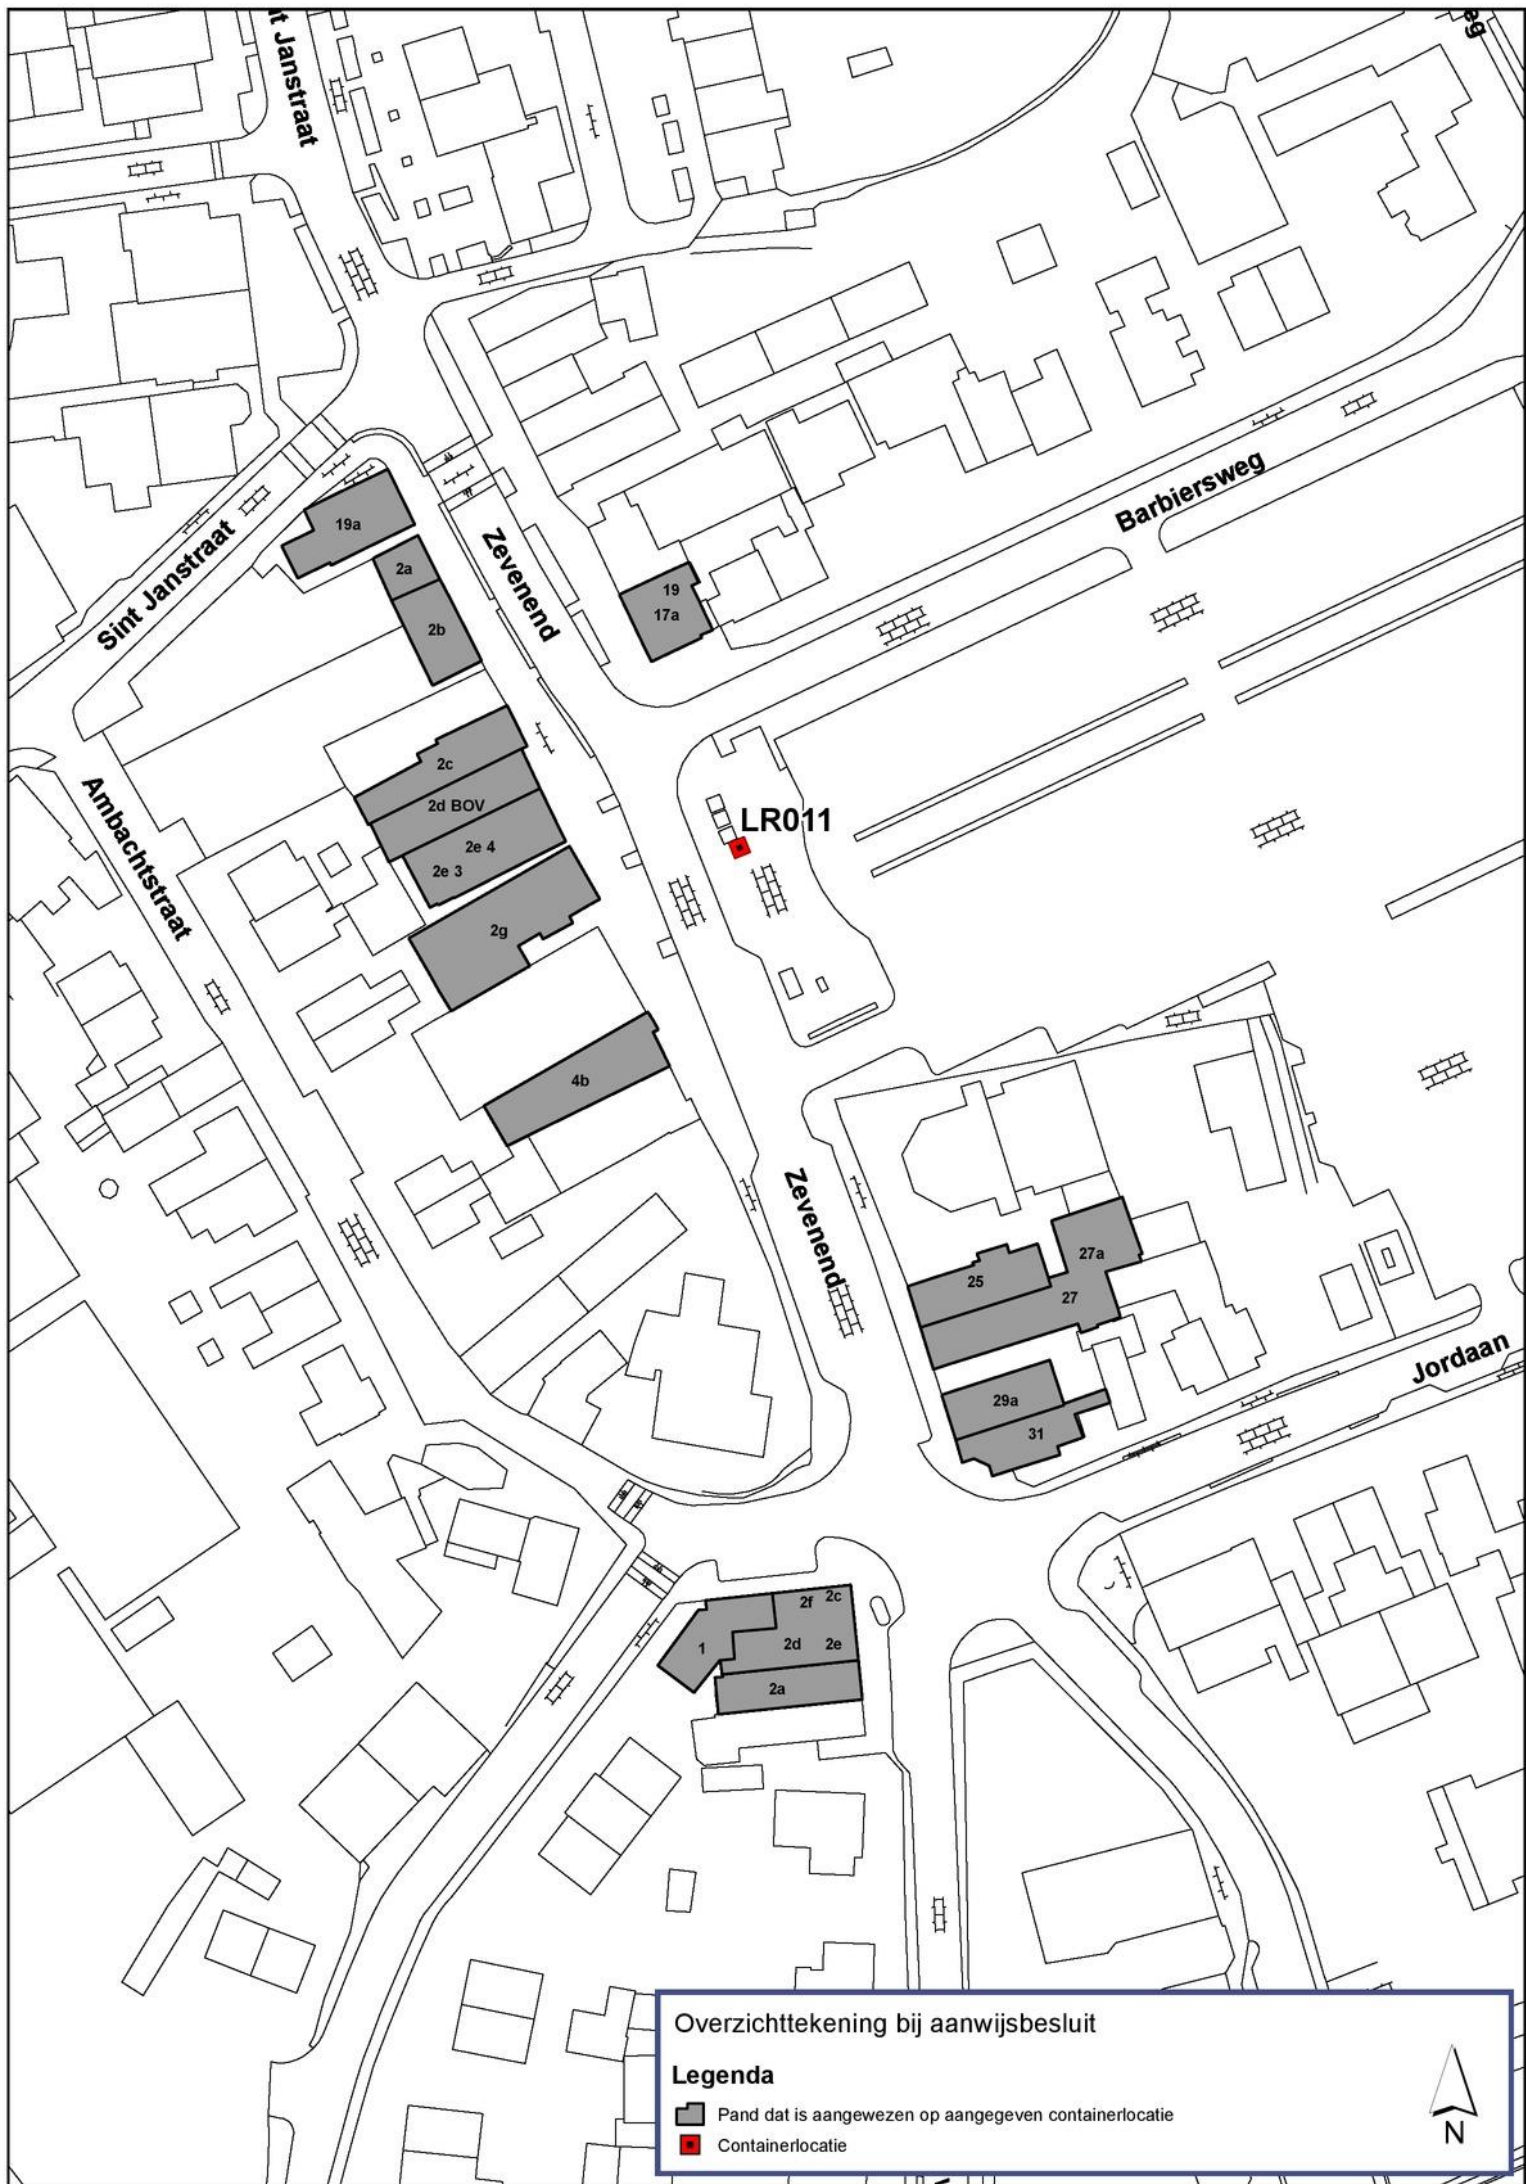 nt Janstraat
eg
Barbiersweg
19a
Sint Janstraat
Zevenend
2a
2b
19
17a
2c
2d BOV
2e 4
2e 3
2g
LR011
Ambachtstraat
4b
Zevenend
27a
25
27
29a
31
Jordaan
2f 2c
1
2d 2e
2a
Overzichttekening bij aanwijsbesluit
Legenda
Pand dat is aangewezen op aangegeven containerlocatie
Containerlocatie
N